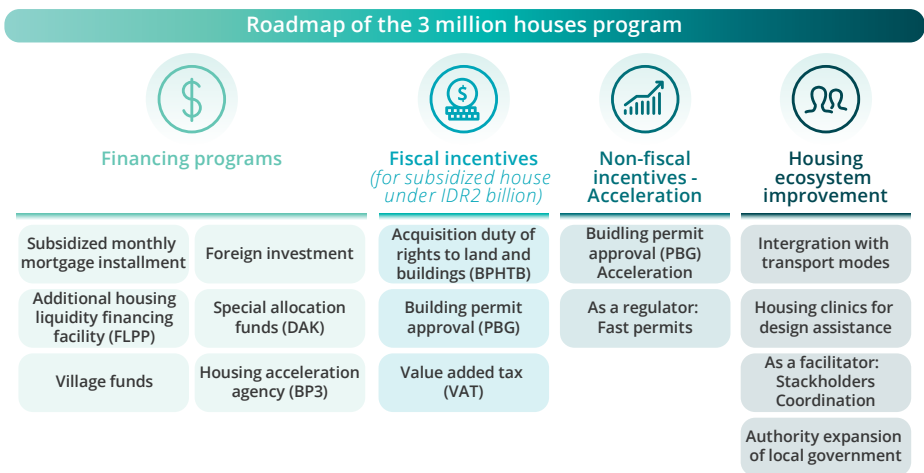 Roadmap of the 3 million houses program
$
Financing programs
Subsidized monthly
mortgage installment
Foreign investment
Additional housing
liquidity financing
facility (FLPP)
Special allocation
funds (DAK)
Village funds
Housing acceleration
agency (BP3)
$
Fiscal incentives
(for subsidized house
under IDR2 billion)
Acquisition duty of
rights to land and
buildings (BPHTB)
Building permit
approval (PBG)
Value added tax
(VAT)
Non-fiscal
incentives -
Acceleration
Buidling permit
approval (PBG)
Acceleration
As a regulator:
Fast permits
Housing
ecosystem
improvement
Intergration with
transport modes
Housing clinics for
design assistance
As a facilitator:
Stackholders
Coordination
Authority expansion
of local government